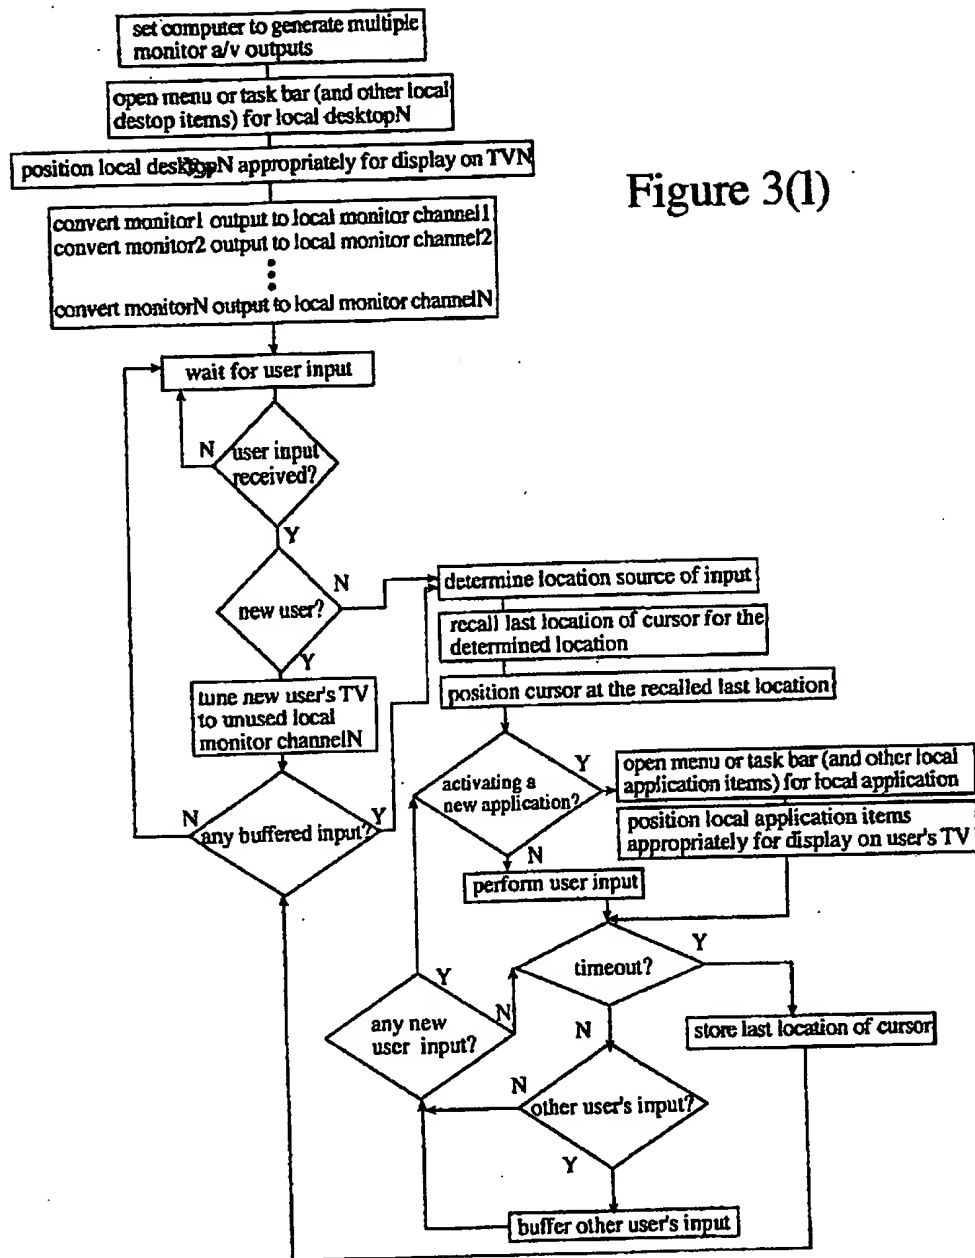 set computer to generate multiple
monitor a/v outputs
open menu or task bar (and other local
destop items) for local desktopN
position local desktopN appropriately for display on TVN
Figure 3(l)
convert monitor1 output to local monitor channel1
convert monitor2 output to local monitor channel2
convert monitorN output to local monitor channelN
wait for user input
N
user input
received?
Y
new user?
N
Y
determine location source of input
recall last location of cursor for the
determined location
position cursor at the recalled last location
tune new user's TV
to unused local
monitor channelN
N
any buffered input?
Y
activating a
new application?
Y
N
open menu or task bar (and other local
application items) for local application
position local application items
appropriately for display on user's TV
perform user input
timeout?
Y
N
store last location of cursor
any new
user input?
Y
N
other user's input?
N
Y
buffer other user's input